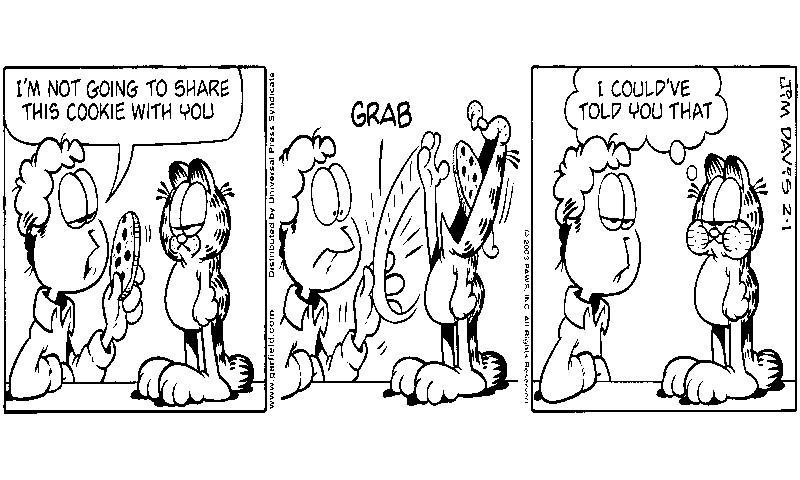 I'M NOT GOING TO SHARE
THIS COOKIE WITH YOU
www.garfield.com
Distributed by Universal Press Syndicate
GRAB
© 2003 PAWS, INC. All Rights Reserved.
I COULD'VE
TOLD YOU THAT
JIM DAVIS 2-1